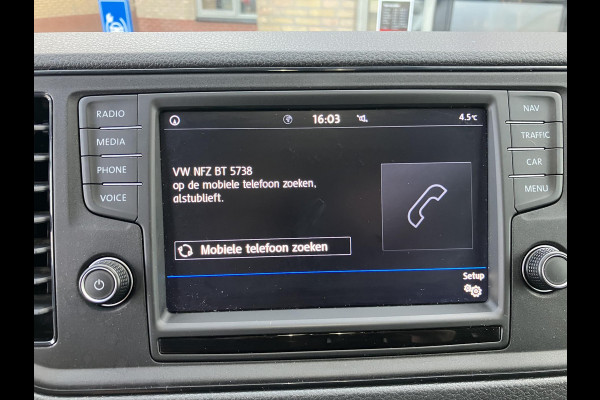 RADIO
MEDIA
PHONE
VOICE
16:03
4.5°C
VW NFZ BT 5738
op de mobiele telefoon zoeken,
alstublieft.
Mobiele telefoon zoeken
Setup
NAV
TRAFFIC
CAR
MENU